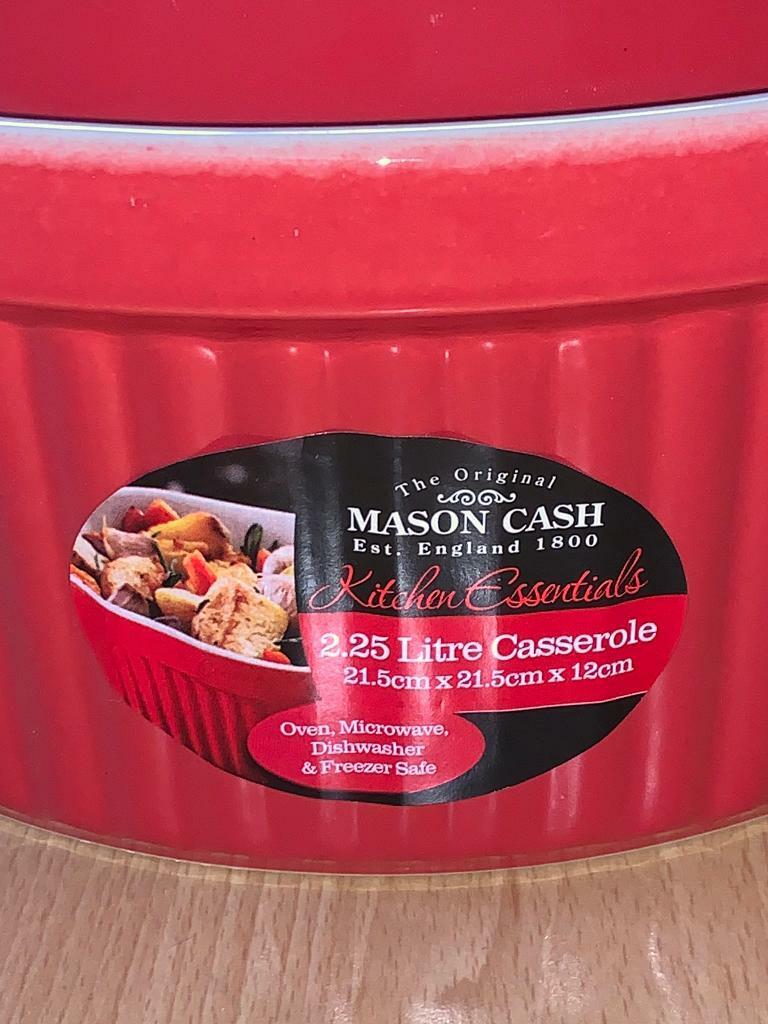 The Original
MASON CASH
Est. England 1800
Kitchen Essentials
2.25 Litre Casserole
21.5cm x 21.5cm x 12cm
Oven, Microwave,
Dishwasher
& Freezer Safe